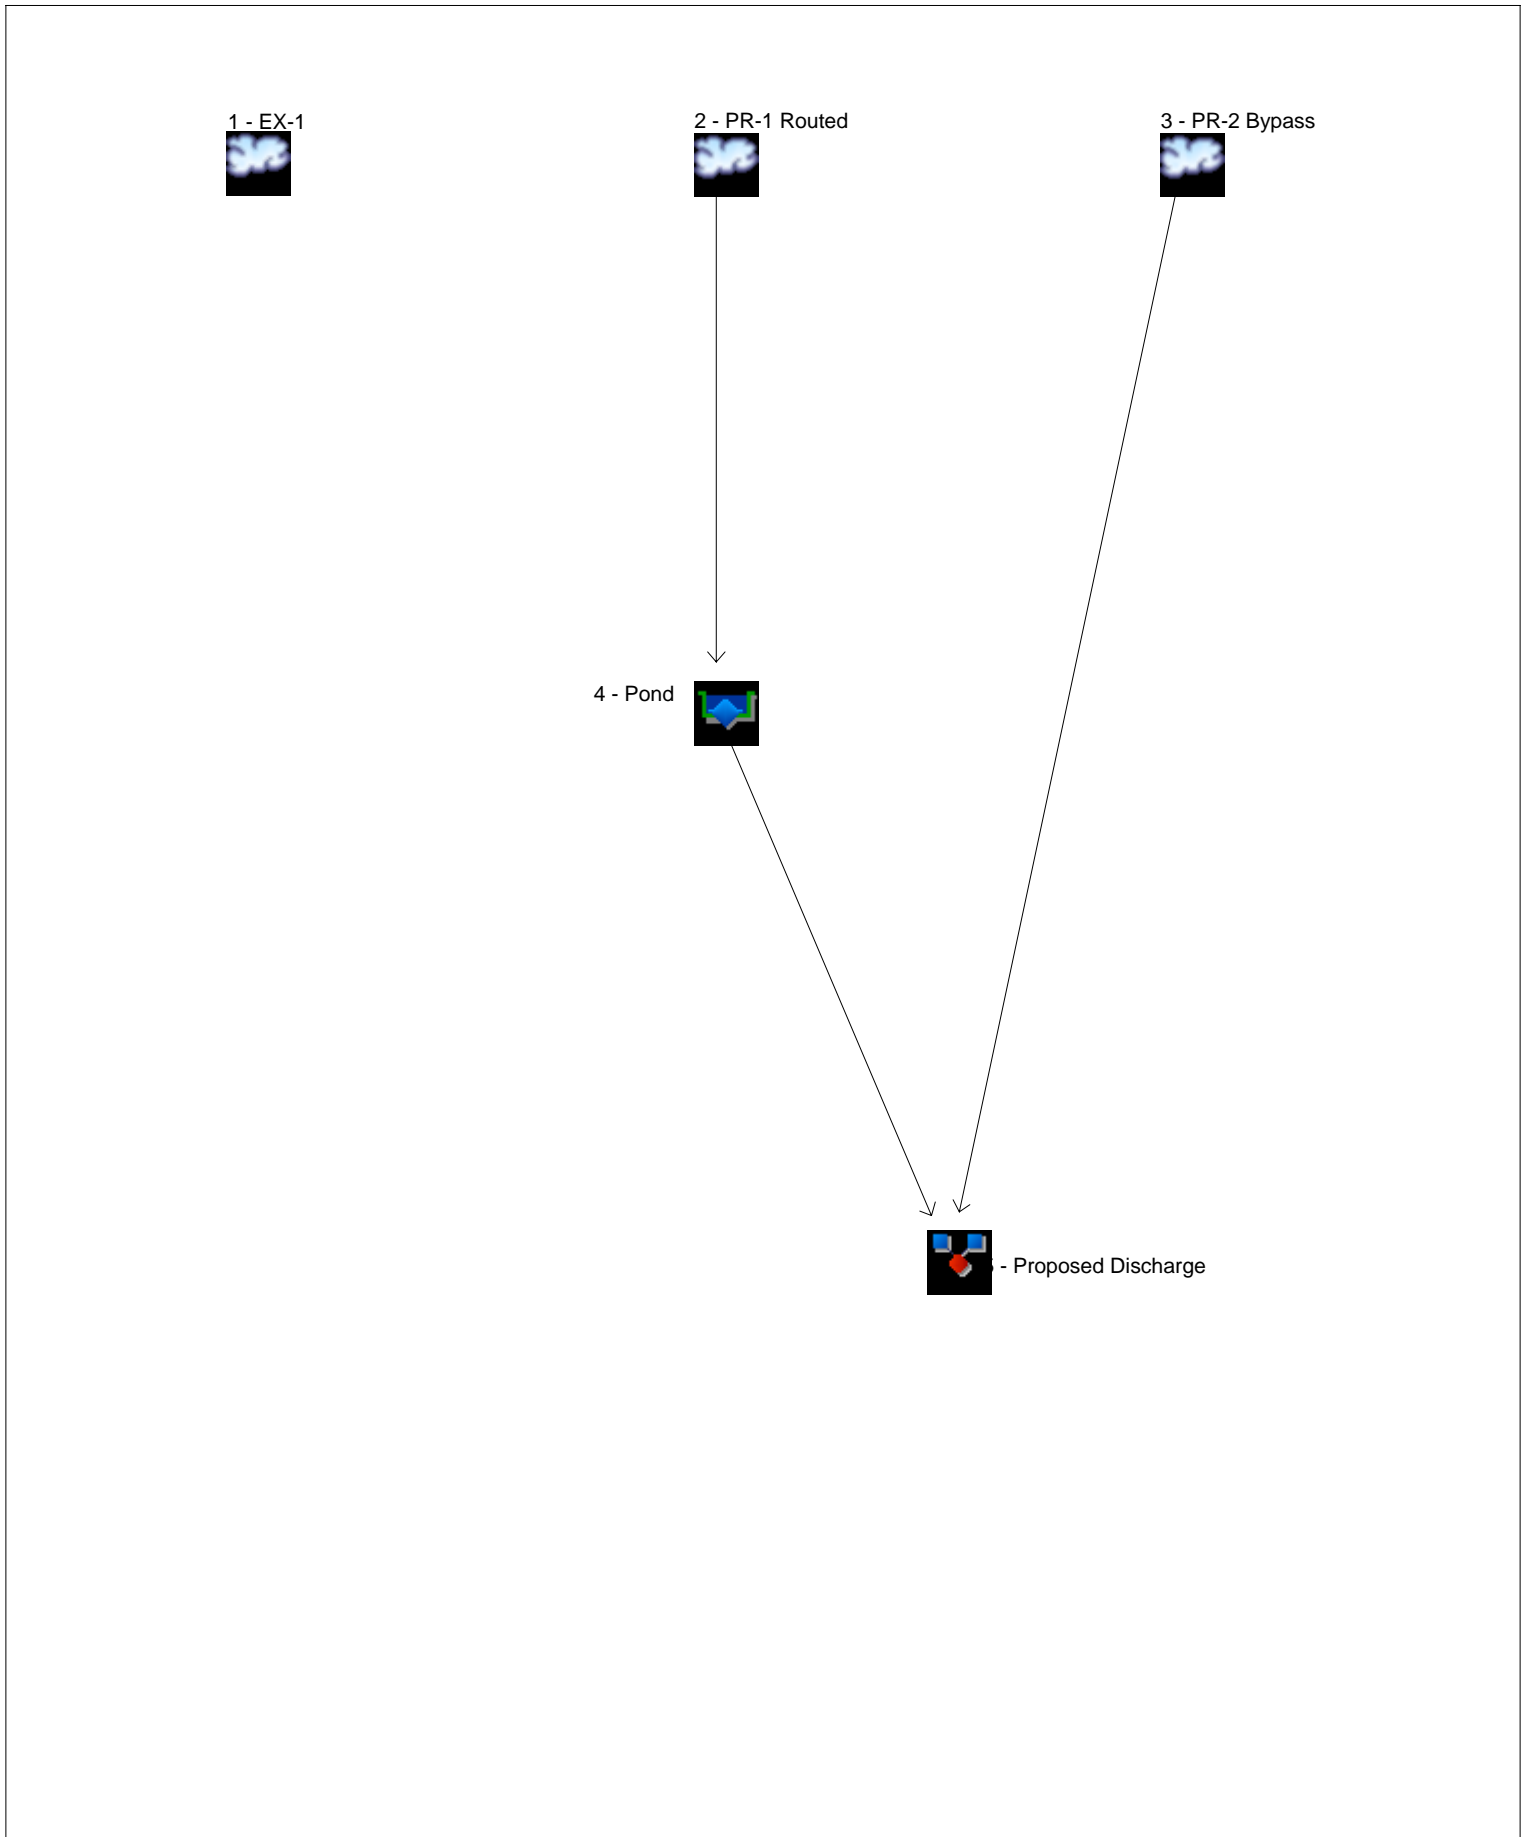 1 - EX-1
2 - PR-1 Routed
3 - PR-2 Bypass
4 - Pond
- Proposed Discharge